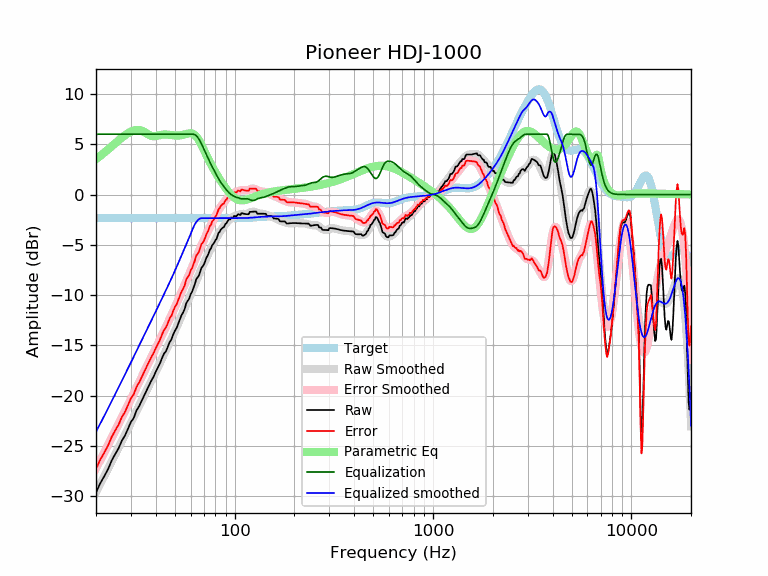 Pioneer HDJ-1000
10
5
0
−5
−10
−15
−20
−25
−30
Amplitude (dBr)
Target
Raw Smoothed
Error Smoothed
Raw
Error
Parametric Eq
Equalization
Equalized smoothed
100 1000 10000
Frequency (Hz)